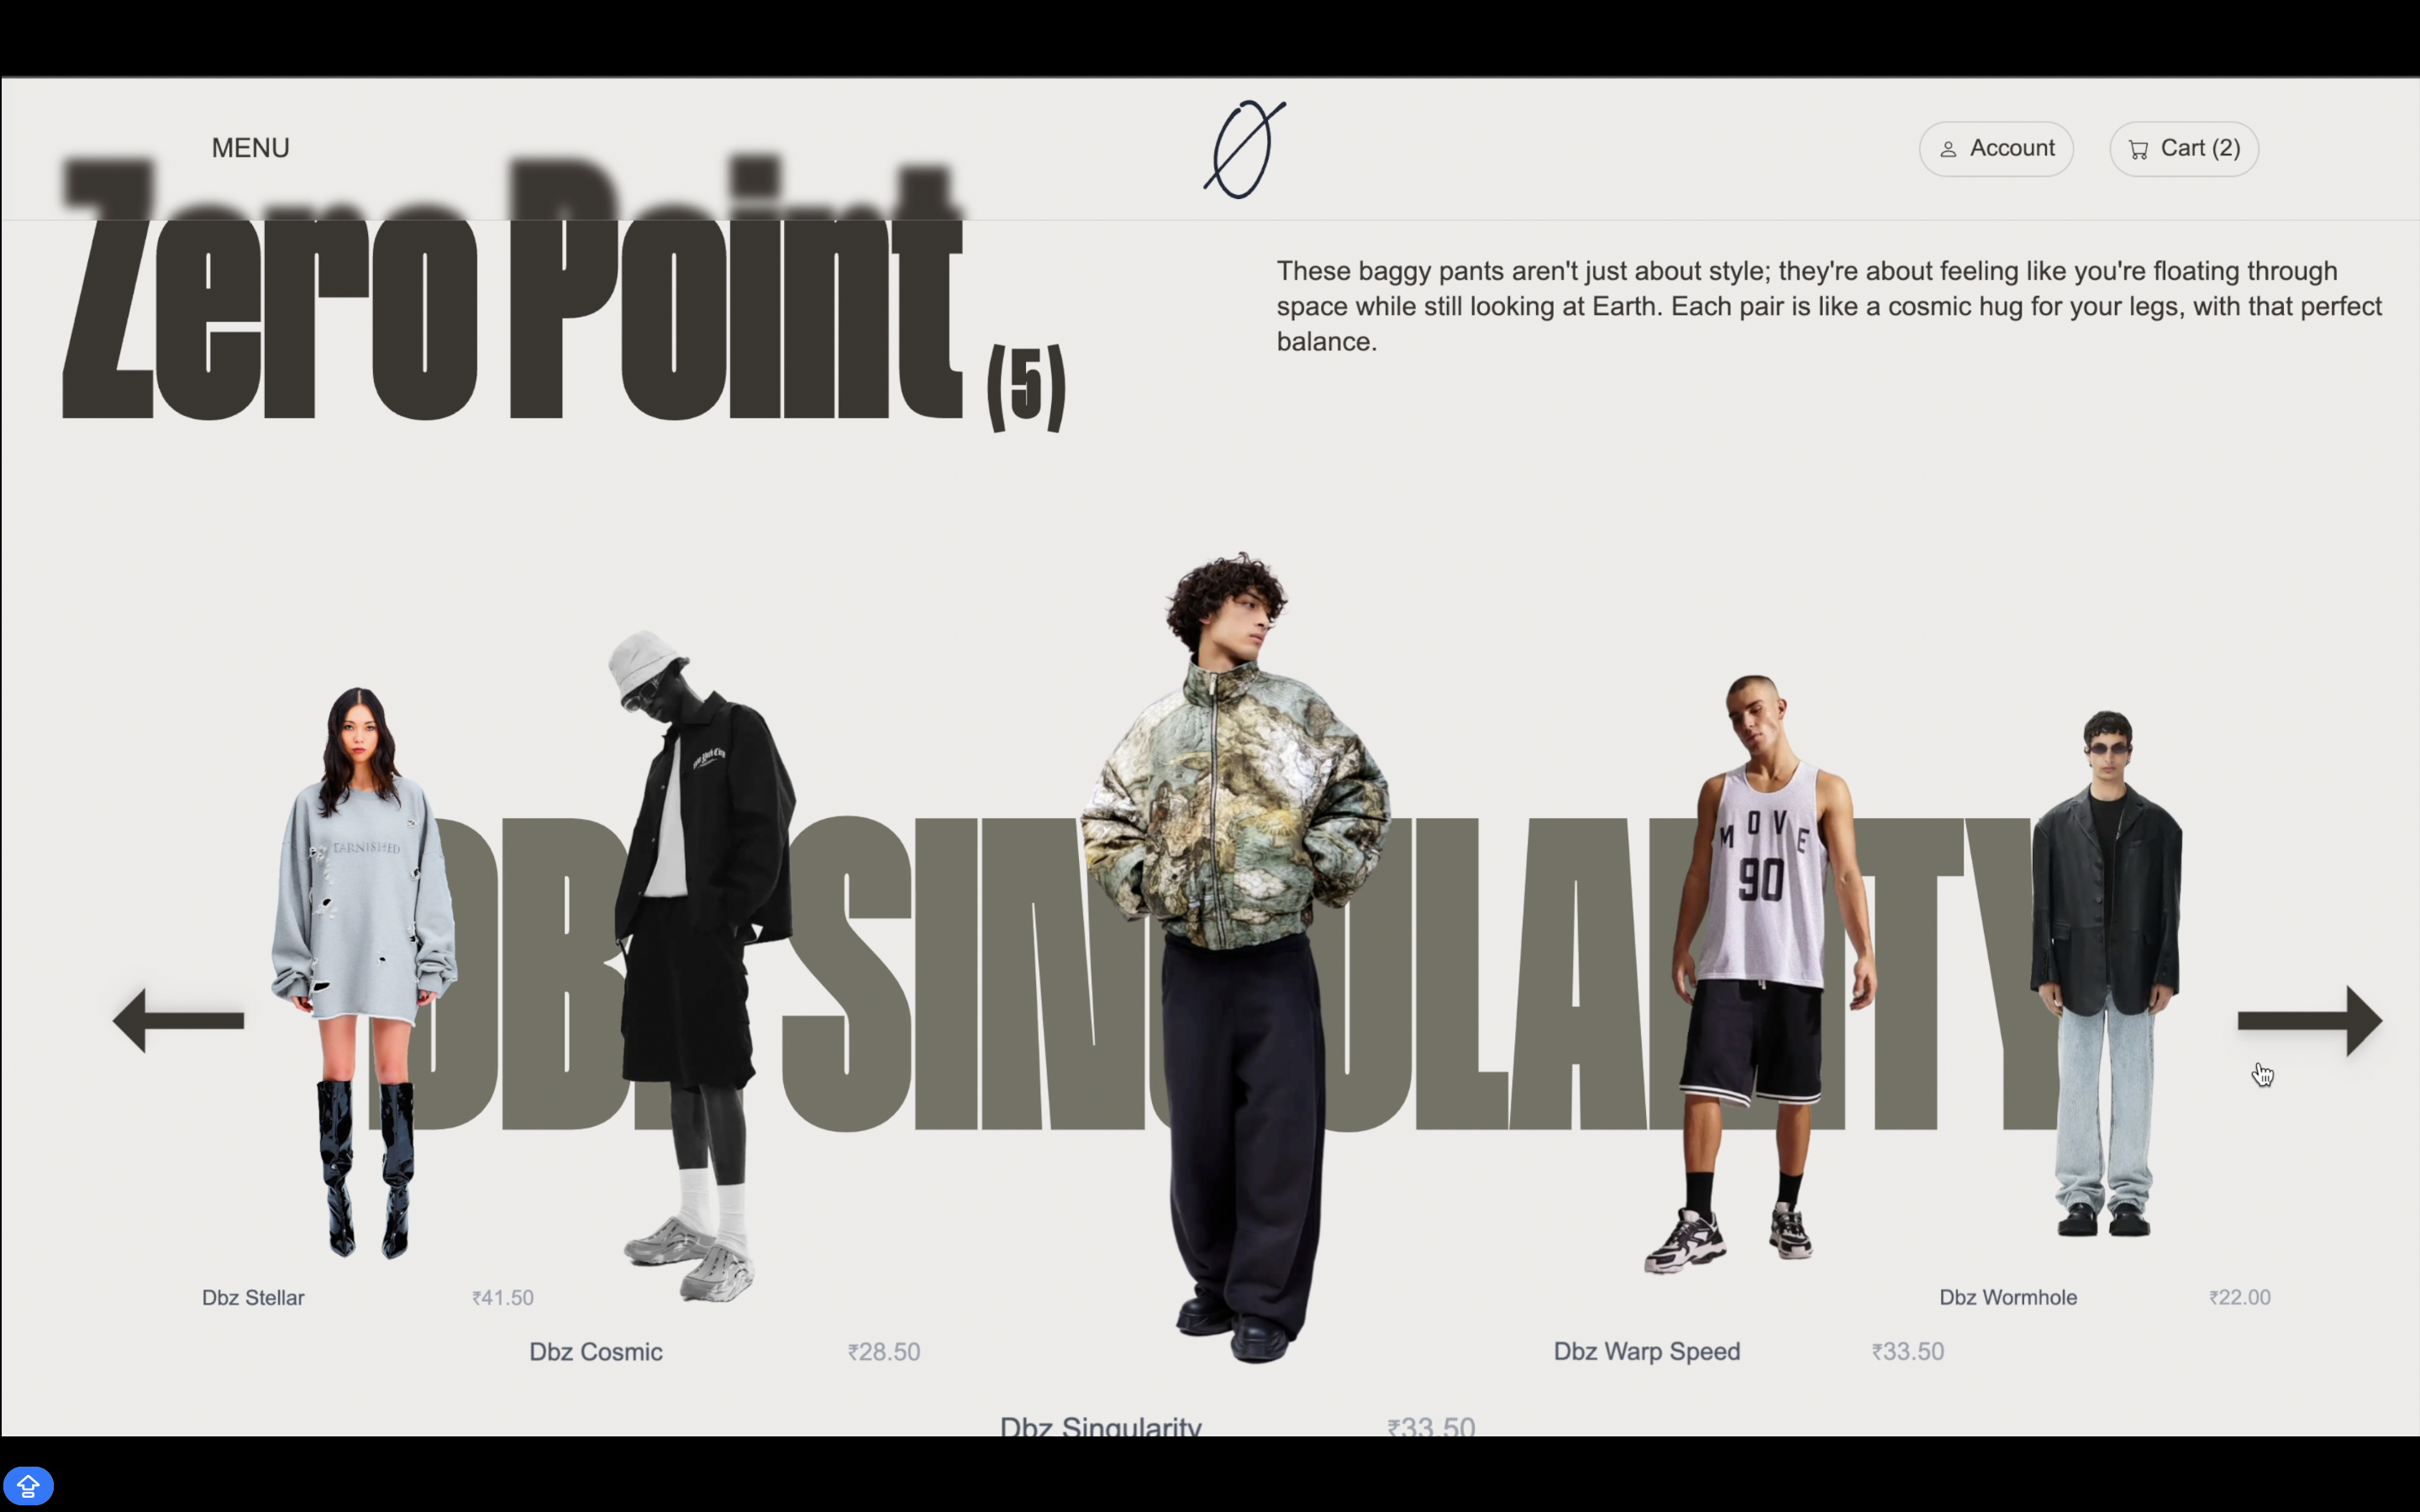 MENU
Account
Cart (2)
Zero Point (5)
These baggy pants aren't just about style; they're about feeling like you're floating through
space while still looking at Earth. Each pair is like a cosmic hug for your legs, with that perfect
balance.
TARNISHED
MOVE
90
DBZ SINGULARITY
Dbz Stellar ₹41.50
Dbz Cosmic ₹28.50
Dbz Singularity ₹33.50
Dbz Warp Speed ₹33.50
Dbz Wormhole ₹22.00